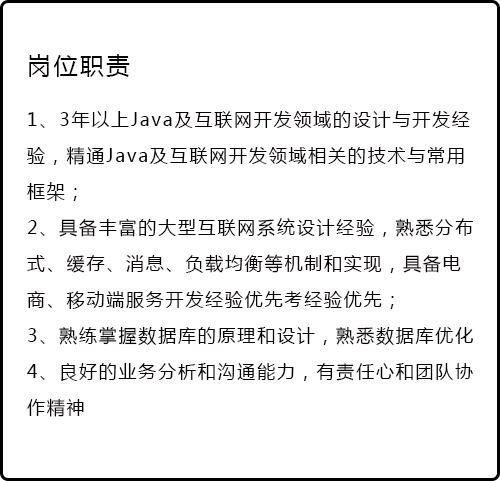 岗位职责
1、3年以上Java及互联网开发领域的设计与开发经
验，精通Java及互联网开发领域相关的技术与常用
框架；
2、具备丰富的大型互联网系统设计经验，熟悉分布
式、缓存、消息、负载均衡等机制和实现，具备电
商、移动端服务开发经验优先考经验优先；
3、熟练掌握数据库的原理和设计，熟悉数据库优化
4、良好的业务分析和沟通能力，有责任心和团队协
作精神